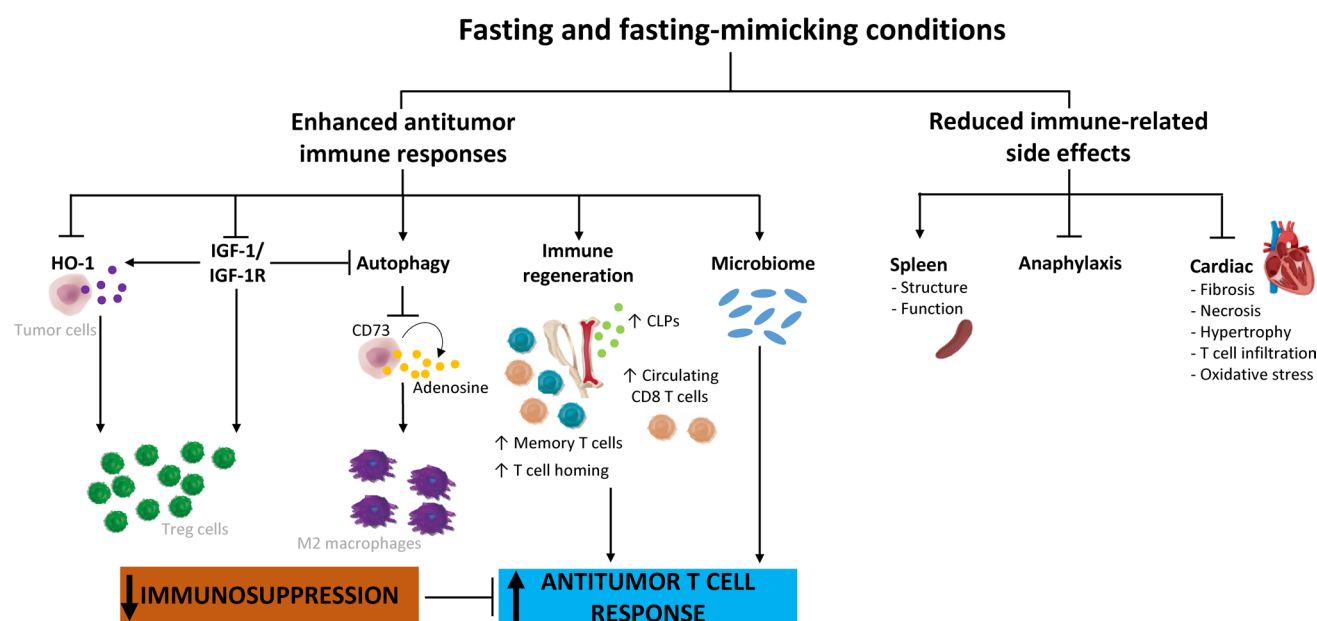 Fasting and fasting-mimicking conditions
Enhanced antitumor
immune responses
Reduced immune-related
side effects
HO-1
Tumor cells
IGF-1/
IGF-1R
Autophagy
CD73
Adenosine
Immune
regeneration
↑ CLPs
↑ Circulating
CD8 T cells
↑ Memory T cells
↑ T cell homing
Microbiome
Spleen
- Structure
- Function
Anaphylaxis
Cardiac
- Fibrosis
- Necrosis
- Hypertrophy
- T cell infiltration
- Oxidative stress
Treg cells
M2 macrophages
IMMUNOSUPPRESSION
ANTITUMOR T CELL
RESPONSE